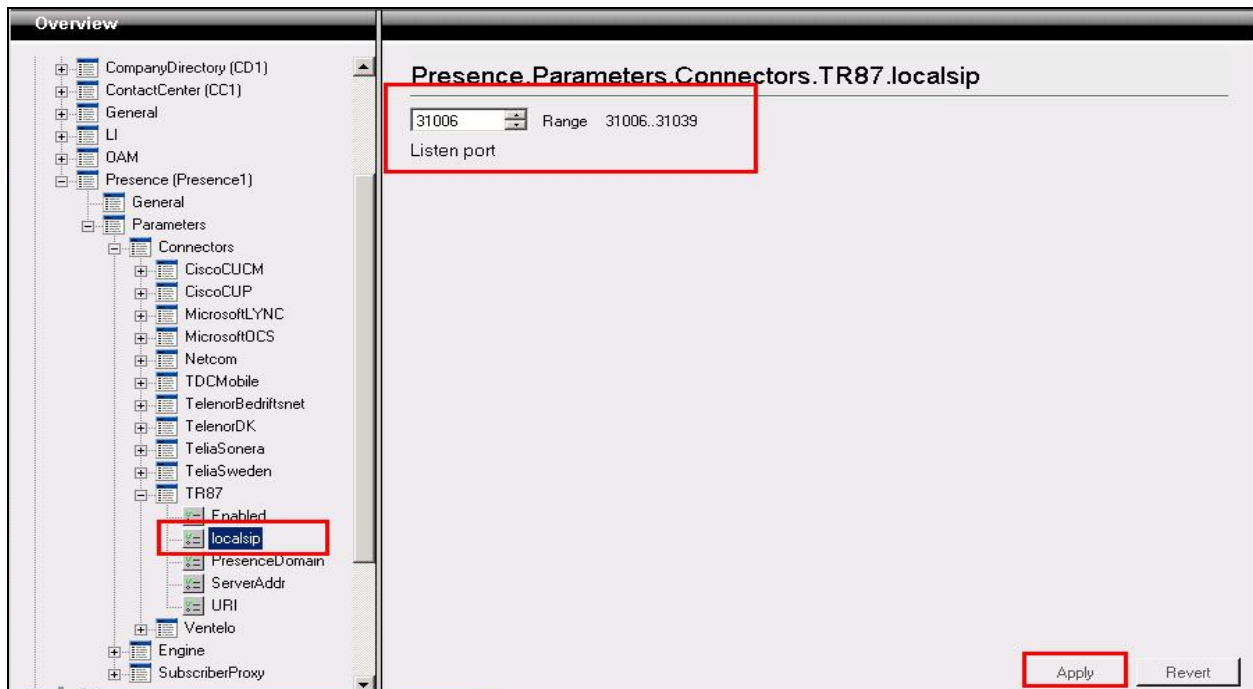 Overview
CompanyDirectory (CD1)
ContactCenter (CC1)
General
LI
OAM
Presence (Presence1)
General
Parameters
Connectors
CiscoCUCM
CiscoCUP
MicrosoftLYNC
MicrosoftOCS
Netcom
TDCMobile
TelenorBedriftsnet
TelenorDK
TeliaSonera
TeliaSweden
TR87
Enabled
localsip
PresenceDomain
ServerAddr
URI
Ventelo
Engine
SubscriberProxy
Presence.Parameters.Connectors.TR87.localsip
31006 Range 31006..31039
Listen port
Apply Revert